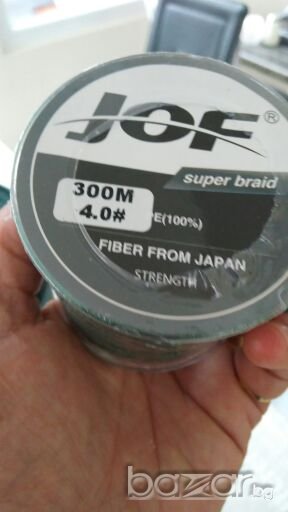 JOF®
super braid
300M
4.0#
PE(100%)
FIBER FROM JAPAN
STRENGTH
bazar.bg